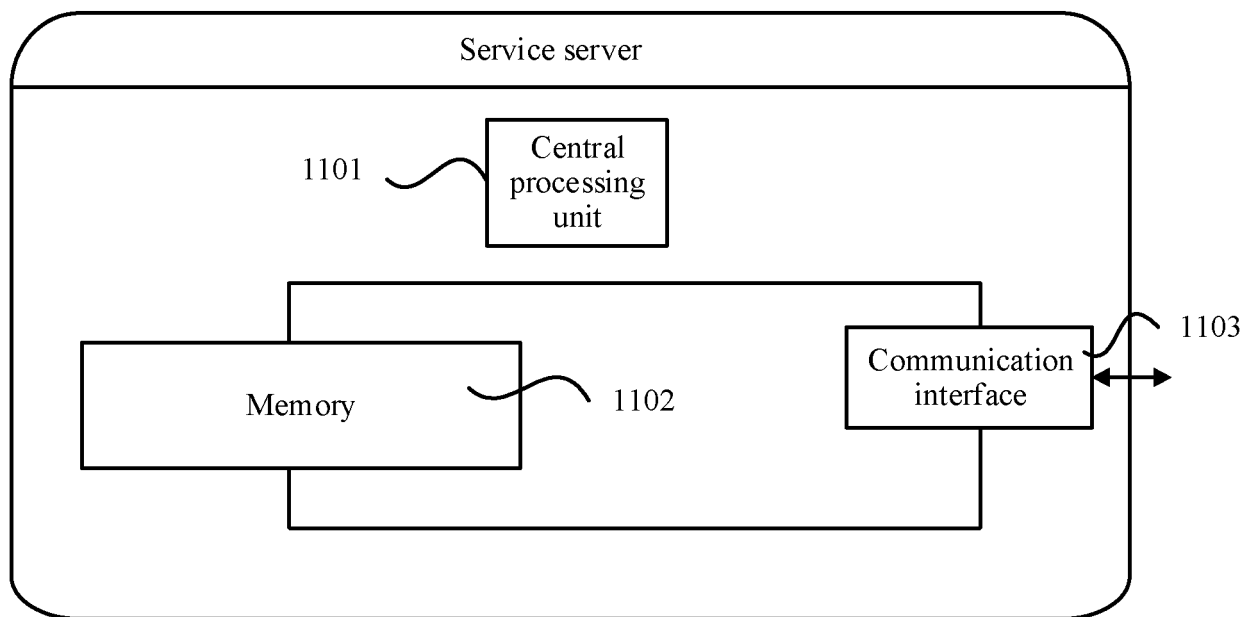 Service server
1101
Central
processing
unit
1103
Communication
interface
Memory
1102